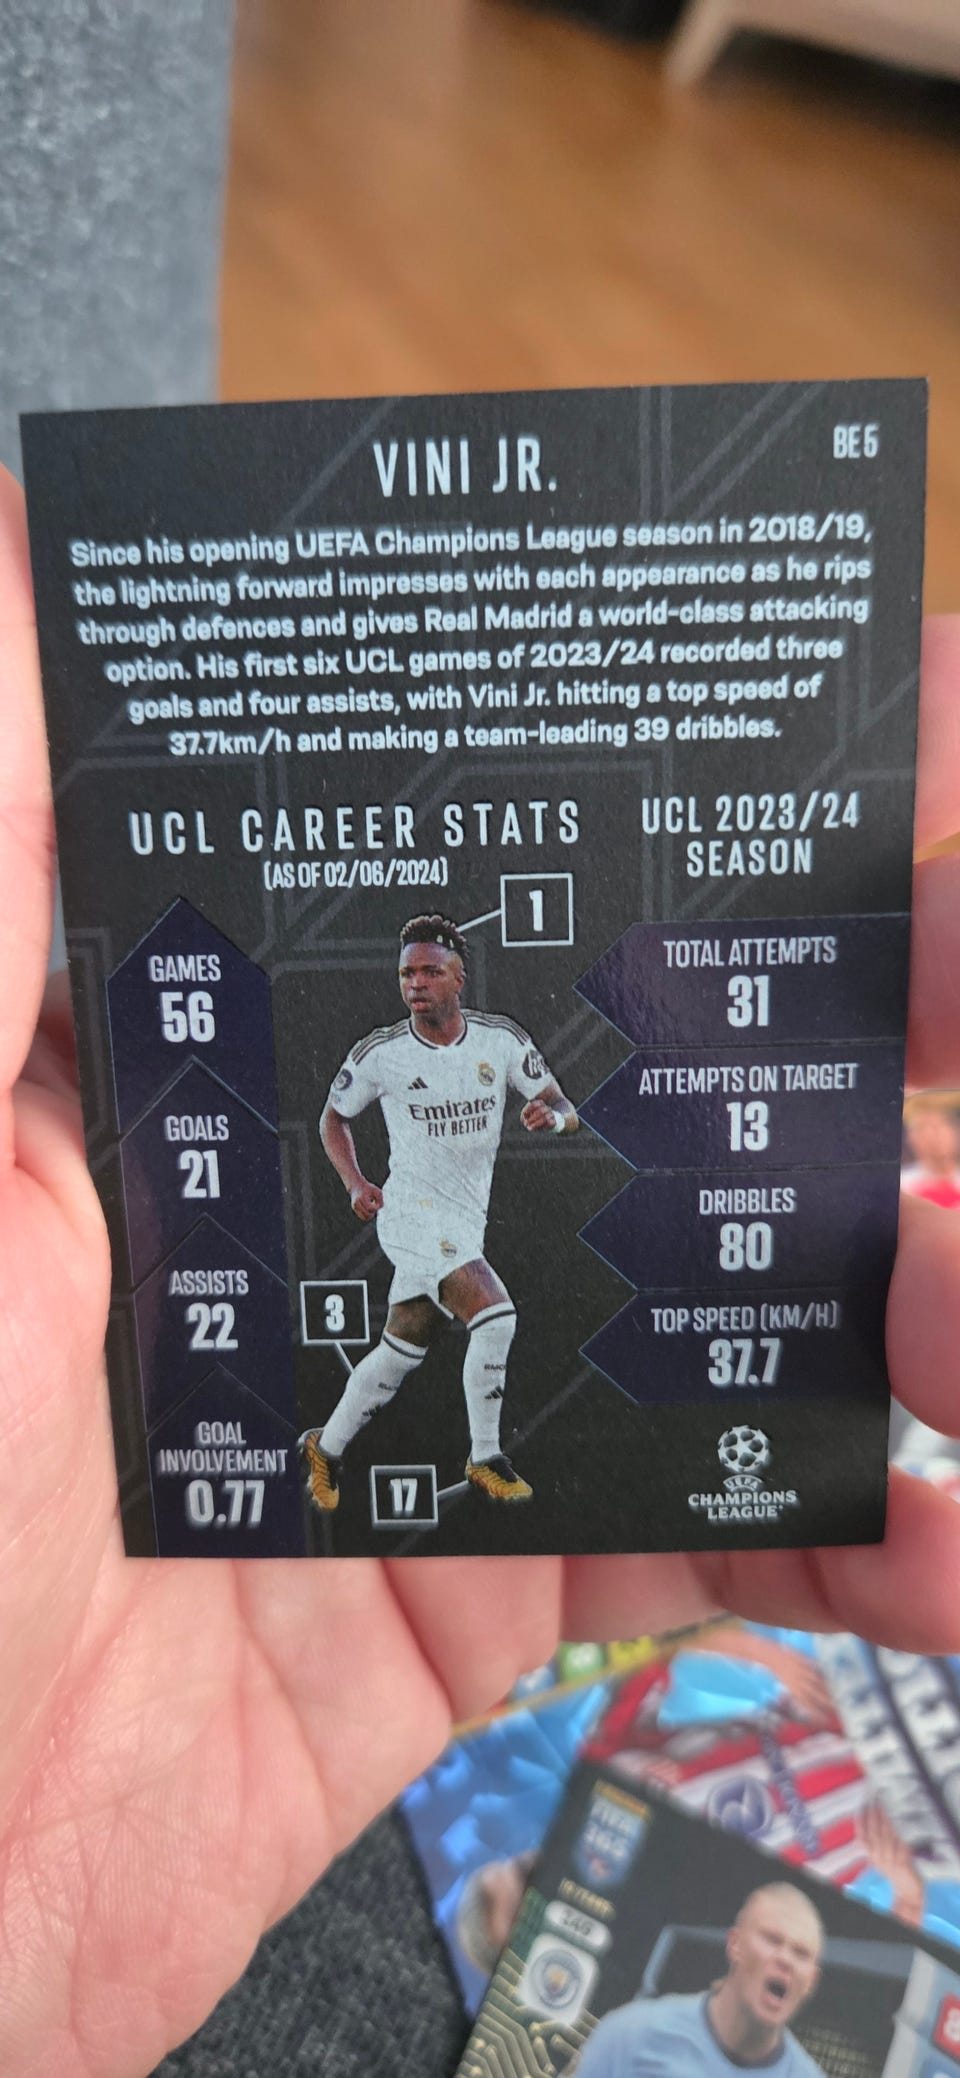 VINI JR.
BE5
Since his opening UEFA Champions League season in 2018/19,
the lightning forward impresses with each appearance as he rips
through defences and gives Real Madrid a world-class attacking
option. His first six UCL games of 2023/24 recorded three
goals and four assists, with Vini Jr. hitting a top speed of
37.7km/h and making a team-leading 39 dribbles.
UCL CAREER STATS
(AS OF 02/06/2024)
GAMES
56
GOALS
21
ASSISTS
22
GOAL
INVOLVEMENT
0.77
1
3
17
Emirates
FLY BETTER
UCL 2023/24
SEASON
TOTAL ATTEMPTS
31
ATTEMPTS ON TARGET
13
DRIBBLES
80
TOP SPEED (KM/H)
37.7
UEFA
CHAMPIONS
LEAGUE
FIFA
365